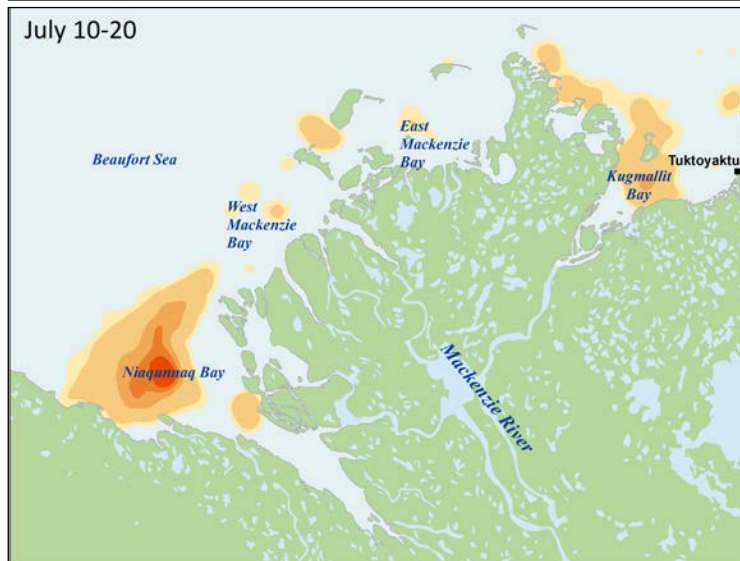 July 10-20
Beaufort Sea
East
Mackenzie
Bay
Tuktoyaktu
Kugmallit
Bay
West
Mackenzie
Bay
Niaqunnaq Bay
Mackenzie River